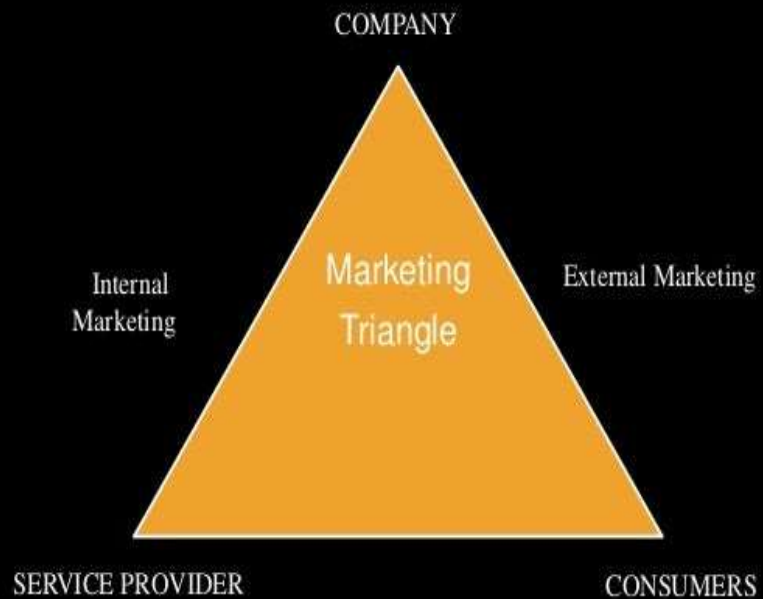 COMPANY
Marketing
Triangle
Internal
Marketing
External Marketing
SERVICE PROVIDER
CONSUMERS